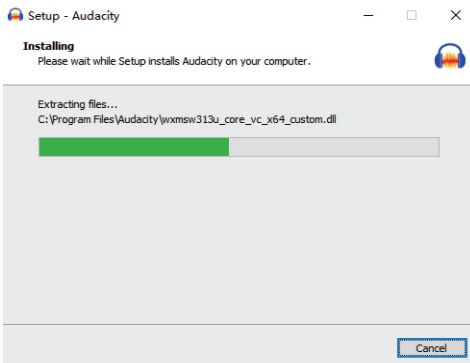 Setup - Audacity
Installing
Please wait while Setup installs Audacity on your computer.
Extracting files...
C:\Program Files\Audacity\wxmsw313u_core_vc_x64_custom.dll
Cancel